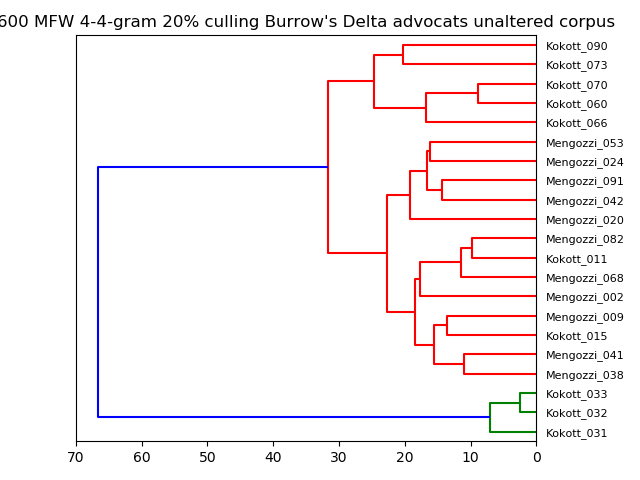 600 MFW 4-4-gram 20% culling Burrow's Delta advocats unaltered corpus
Kokott_090
Kokott_073
Kokott_070
Kokott_060
Kokott_066
Mengozzi_053
Mengozzi_024
Mengozzi_091
Mengozzi_042
Mengozzi_020
Mengozzi_082
Kokott_011
Mengozzi_068
Mengozzi_002
Mengozzi_009
Kokott_015
Mengozzi_041
Mengozzi_038
Kokott_033
Kokott_032
Kokott_031
70 60 50 40 30 20 10 0